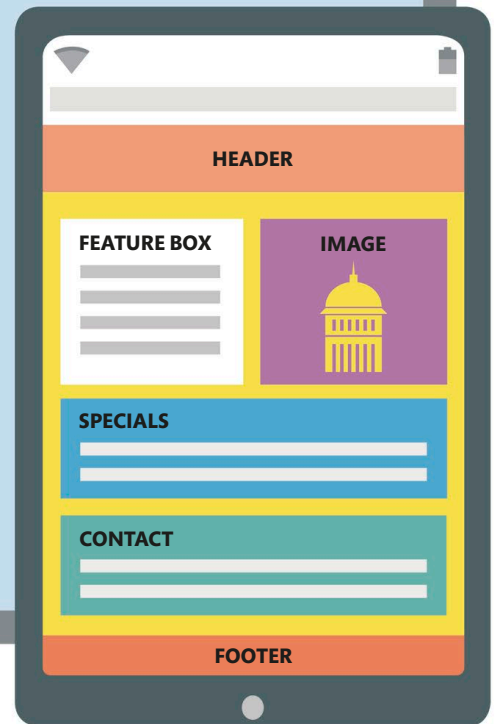 HEADER
FEATURE BOX
IMAGE
SPECIALS
CONTACT
FOOTER